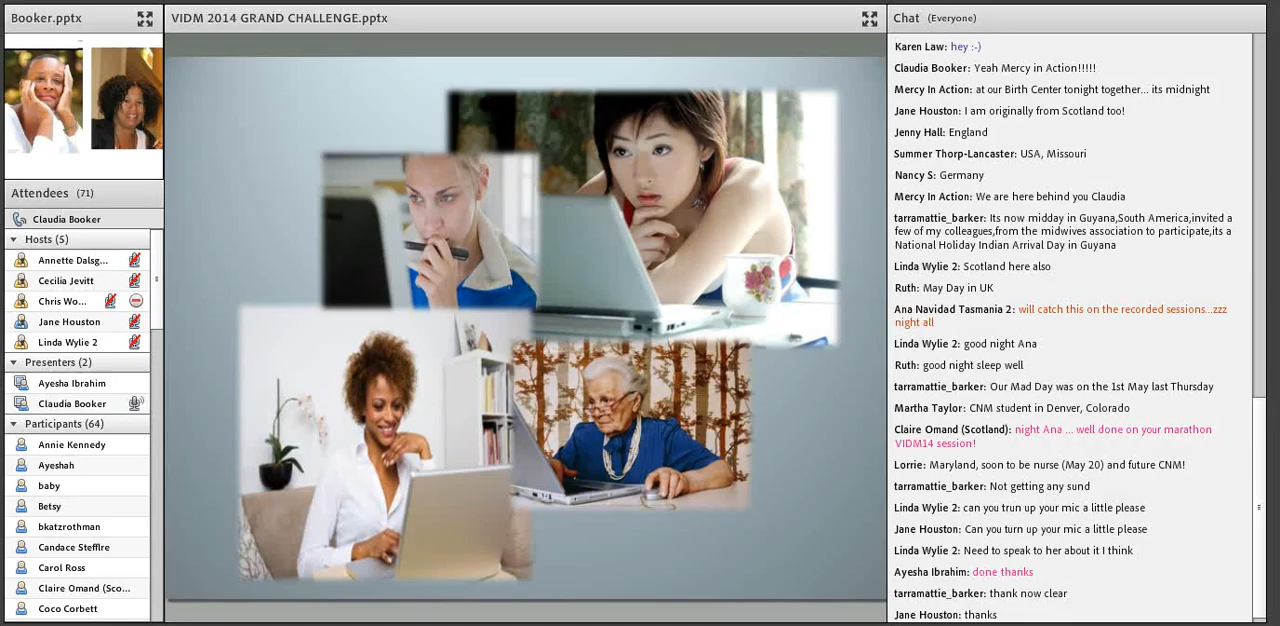 Booker.pptx
Attendees (71)
Claudia Booker
Hosts (5)
Annette Dalsg...
Cecilia Jevitt
Chris Wo...
Jane Houston
Linda Wylie 2
Presenters (2)
Ayesha Ibrahim
Claudia Booker
Participants (64)
Annie Kennedy
Ayeshah
baby
Betsy
bkatzrothman
Candace Stefflre
Carol Ross
Claire Omand (Sco...
Coco Corbett
VIDM 2014 GRAND CHALLENGE.pptx
Chat (Everyone)
Karen Law: hey :-)
Claudia Booker: Yeah Mercy in Action!!!!!
Mercy In Action: at our Birth Center tonight together... its midnight
Jane Houston: I am originally from Scotland too!
Jenny Hall: England
Summer Thorp-Lancaster: USA, Missouri
Nancy S: Germany
Mercy In Action: We are here behind you Claudia
tarramattie_barker: Its now midday in Guyana,South America,invited a
few of my colleagues,from the midwives association to participate,its a
National Holiday Indian Arrival Day in Guyana
Linda Wylie 2: Scotland here also
Ruth: May Day in UK
Ana Navidad Tasmania 2: will catch this on the recorded sessions...zzz
night all
Linda Wylie 2: good night Ana
Ruth: good night sleep well
tarramattie_barker: Our Mad Day was on the 1st May last Thursday
Martha Taylor: CNM student in Denver, Colorado
Claire Omand (Scotland): night Ana ... well done on your marathon
VIDM14 session!
Lorrie: Maryland, soon to be nurse (May 20) and future CNM!
tarramattie_barker: Not getting any sund
Linda Wylie 2: can you trun up your mic a little please
Jane Houston: Can you turn up your mic a little please
Linda Wylie 2: Need to speak to her about it I think
Ayesha Ibrahim: done thanks
tarramattie_barker: thank now clear
Jane Houston: thanks